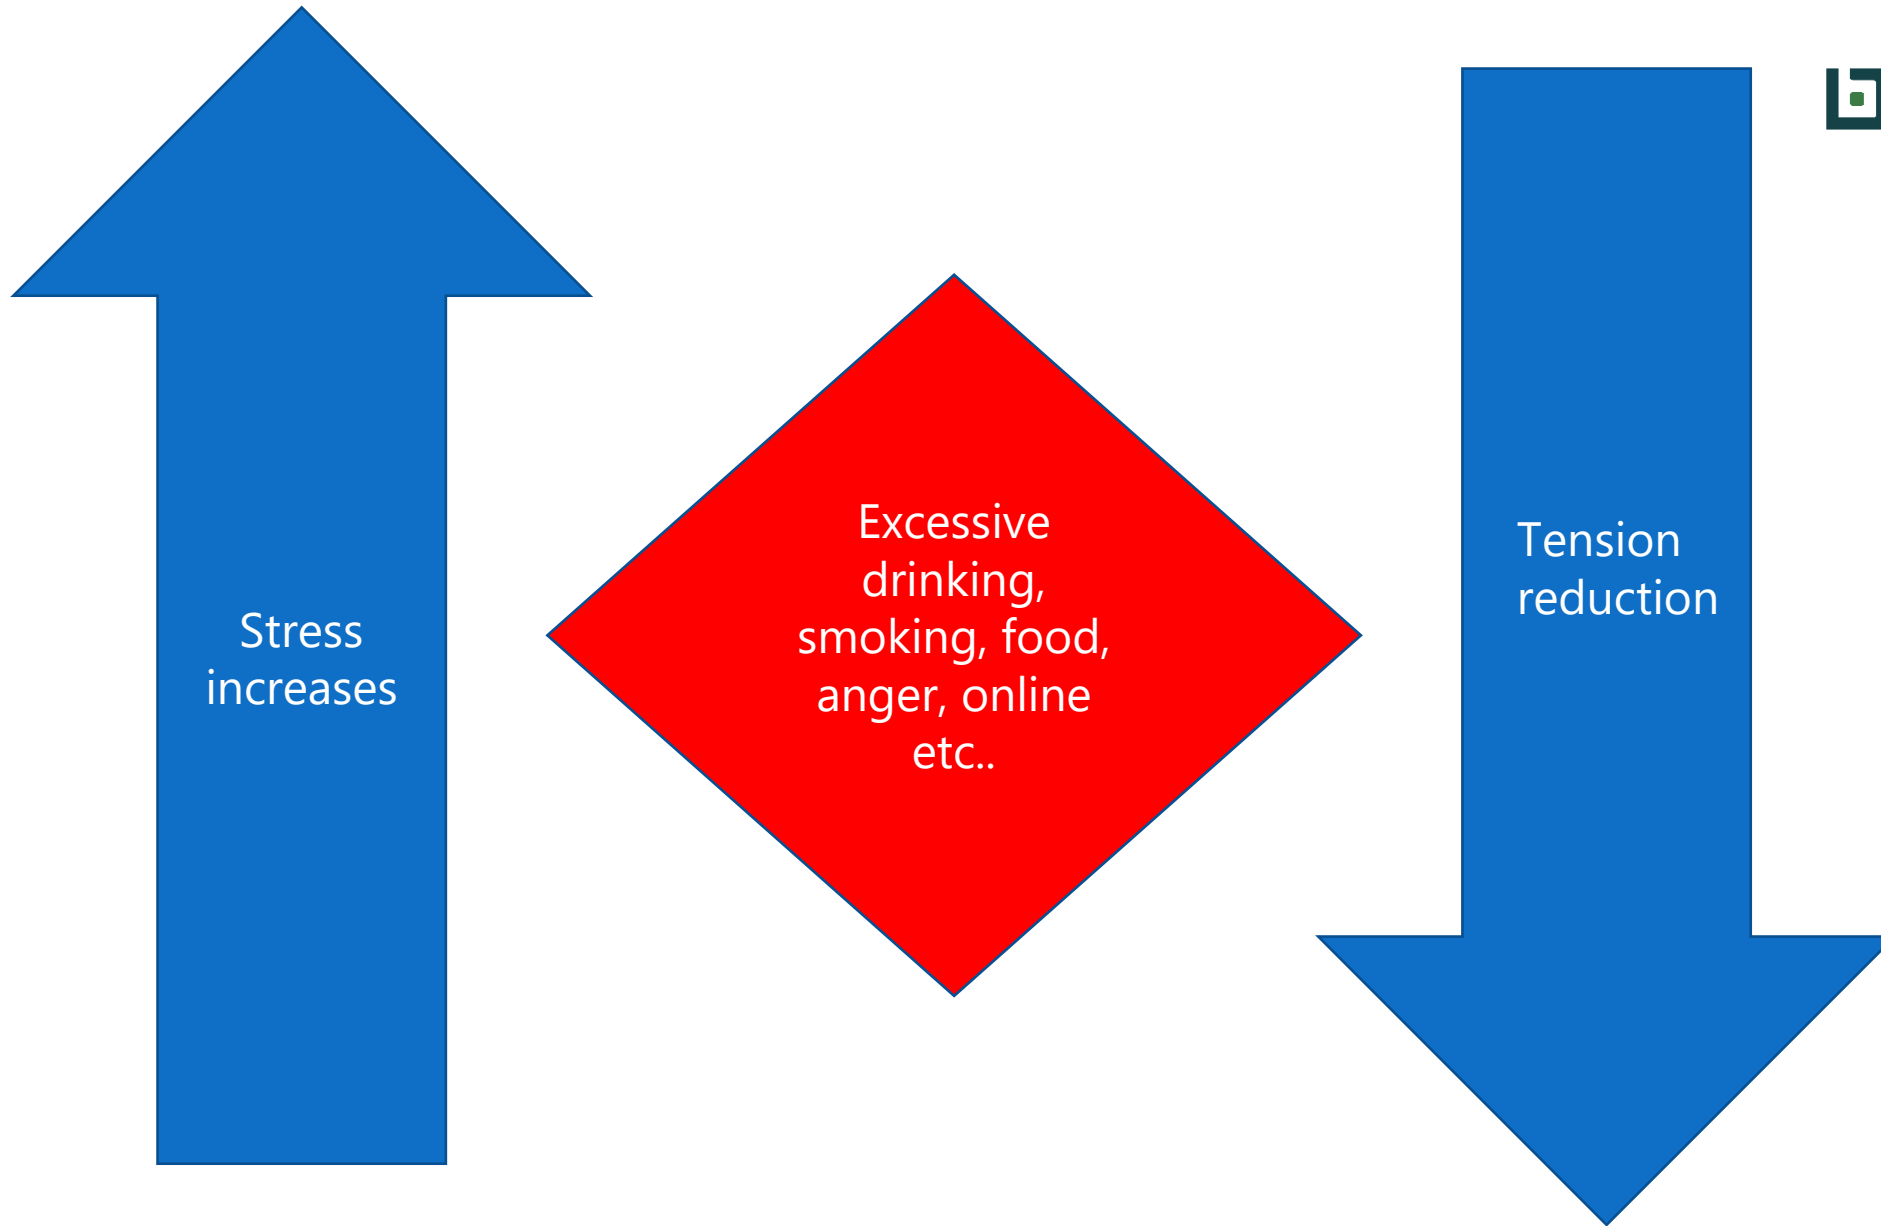 Stress
increases
Excessive
drinking,
smoking, food,
anger, online
etc..
Tension
reduction